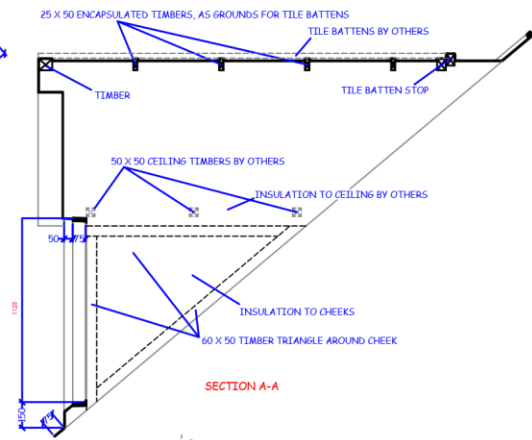 25 X 50 ENCAPSULATED TIMBERS, AS GROUNDS FOR TILE BATTENS
TILE BATTENS BY OTHERS
TIMBER
TILE BATTEN STOP
50 X 50 CEILING TIMBERS BY OTHERS
INSULATION TO CEILING BY OTHERS
50
75
1125
INSULATION TO CHEEKS
60 X 50 TIMBER TRIANGLE AROUND CHEEK
SECTION A-A
150
75